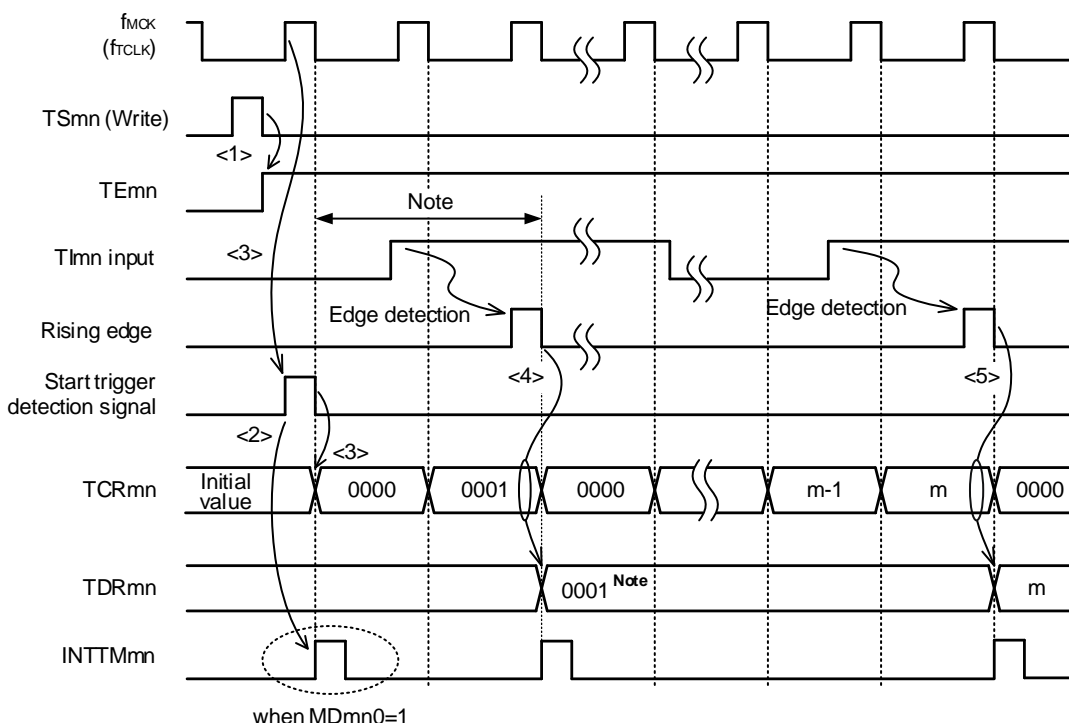 fMCK
(fTCLK)
TSmn (Write)
<1>
TEmn
Note
TImn input
<3>
Edge detection
Edge detection
Rising edge
<4>
<5>
Start trigger
detection signal
<2>
<3>
TCRmn
Initial
value
0000
0001
0000
m-1
m
0000
TDRmn
0001 Note
m
INTTMmn
when MDmn0=1